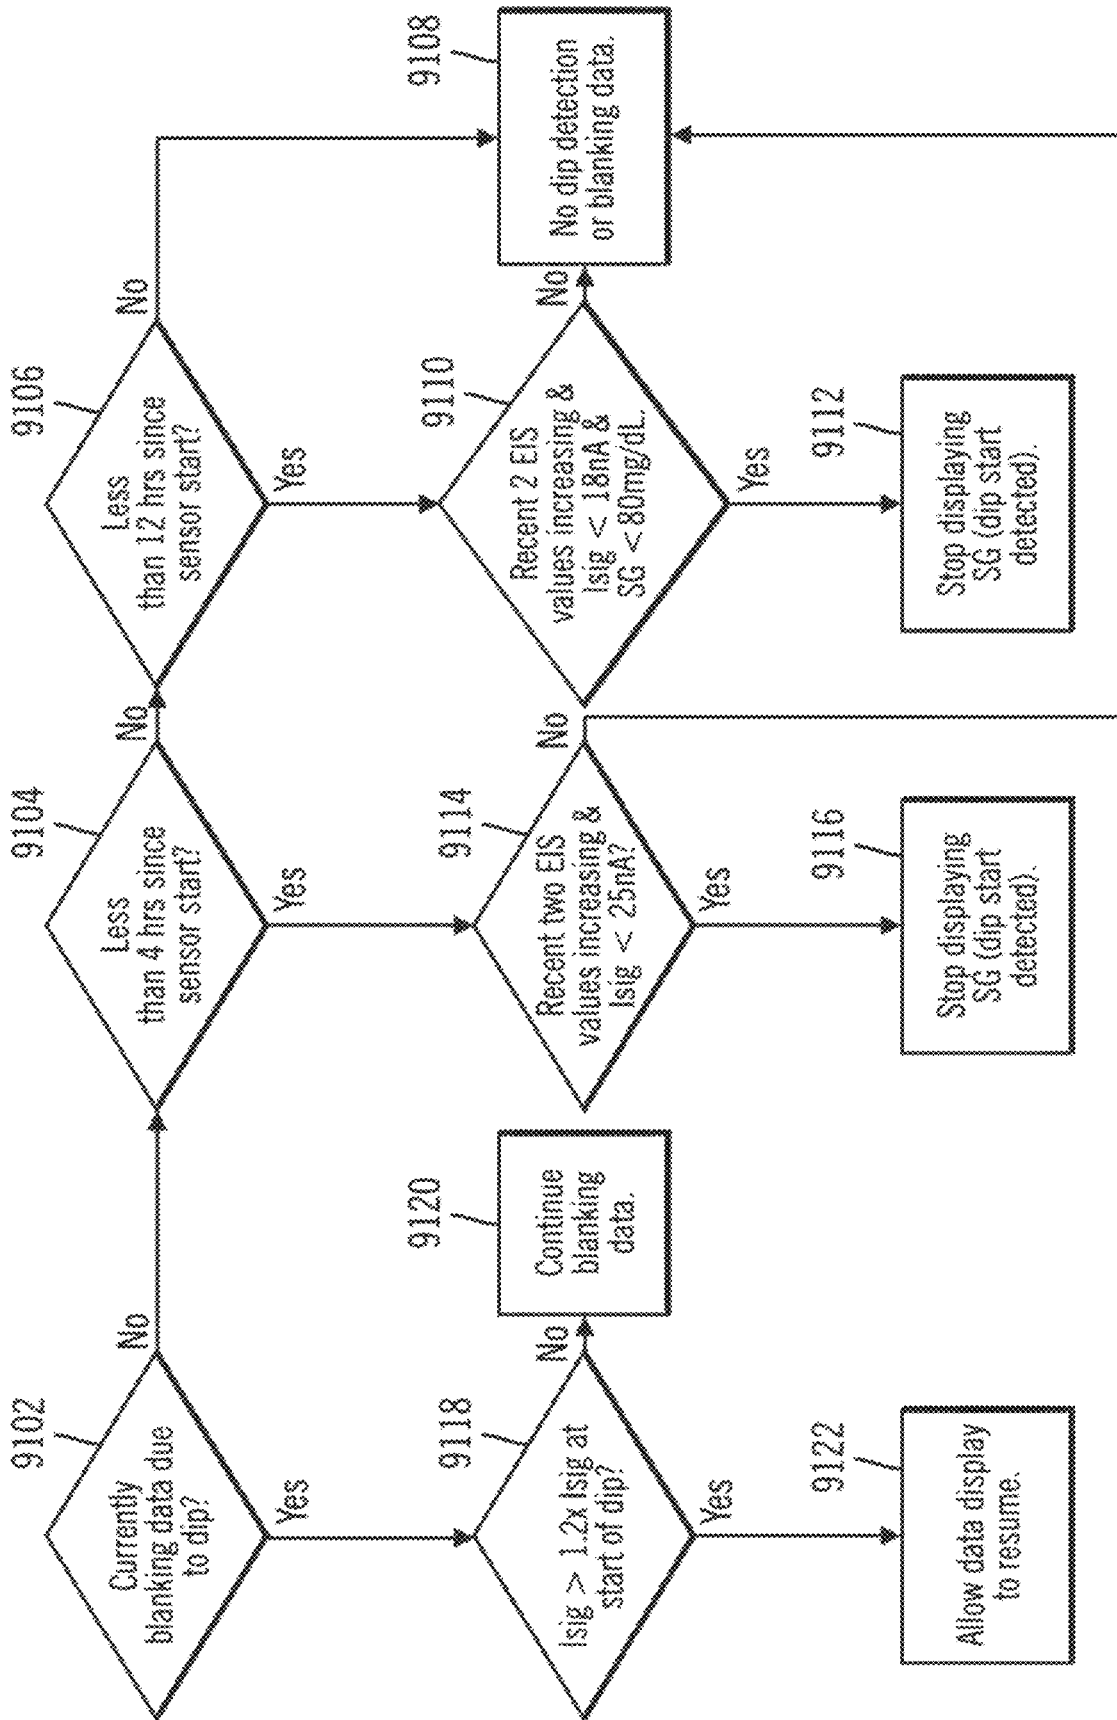 9102
Currently
blanking data due
to dip?
No
Yes
9104
Less
than 4 hrs since
sensor start?
No
Yes
9106
Less
than 12 hrs since
sensor start?
No
Yes
9108
No dip detection
or blanking data.
9118
Isig > 1.2x Isig at
start of dip?
No
Yes
9120
Continue
blanking
data.
9114
Recent two EIS
values increasing &
Isig < 25nA?
No
Yes
9110
Recent 2 EIS
values increasing &
Isig < 18nA &
SG <80mg/dL.
No
Yes
9122
Allow data display
to resume.
9116
Stop displaying
SG (dip start
detected).
9112
Stop displaying
SG (dip start
detected).